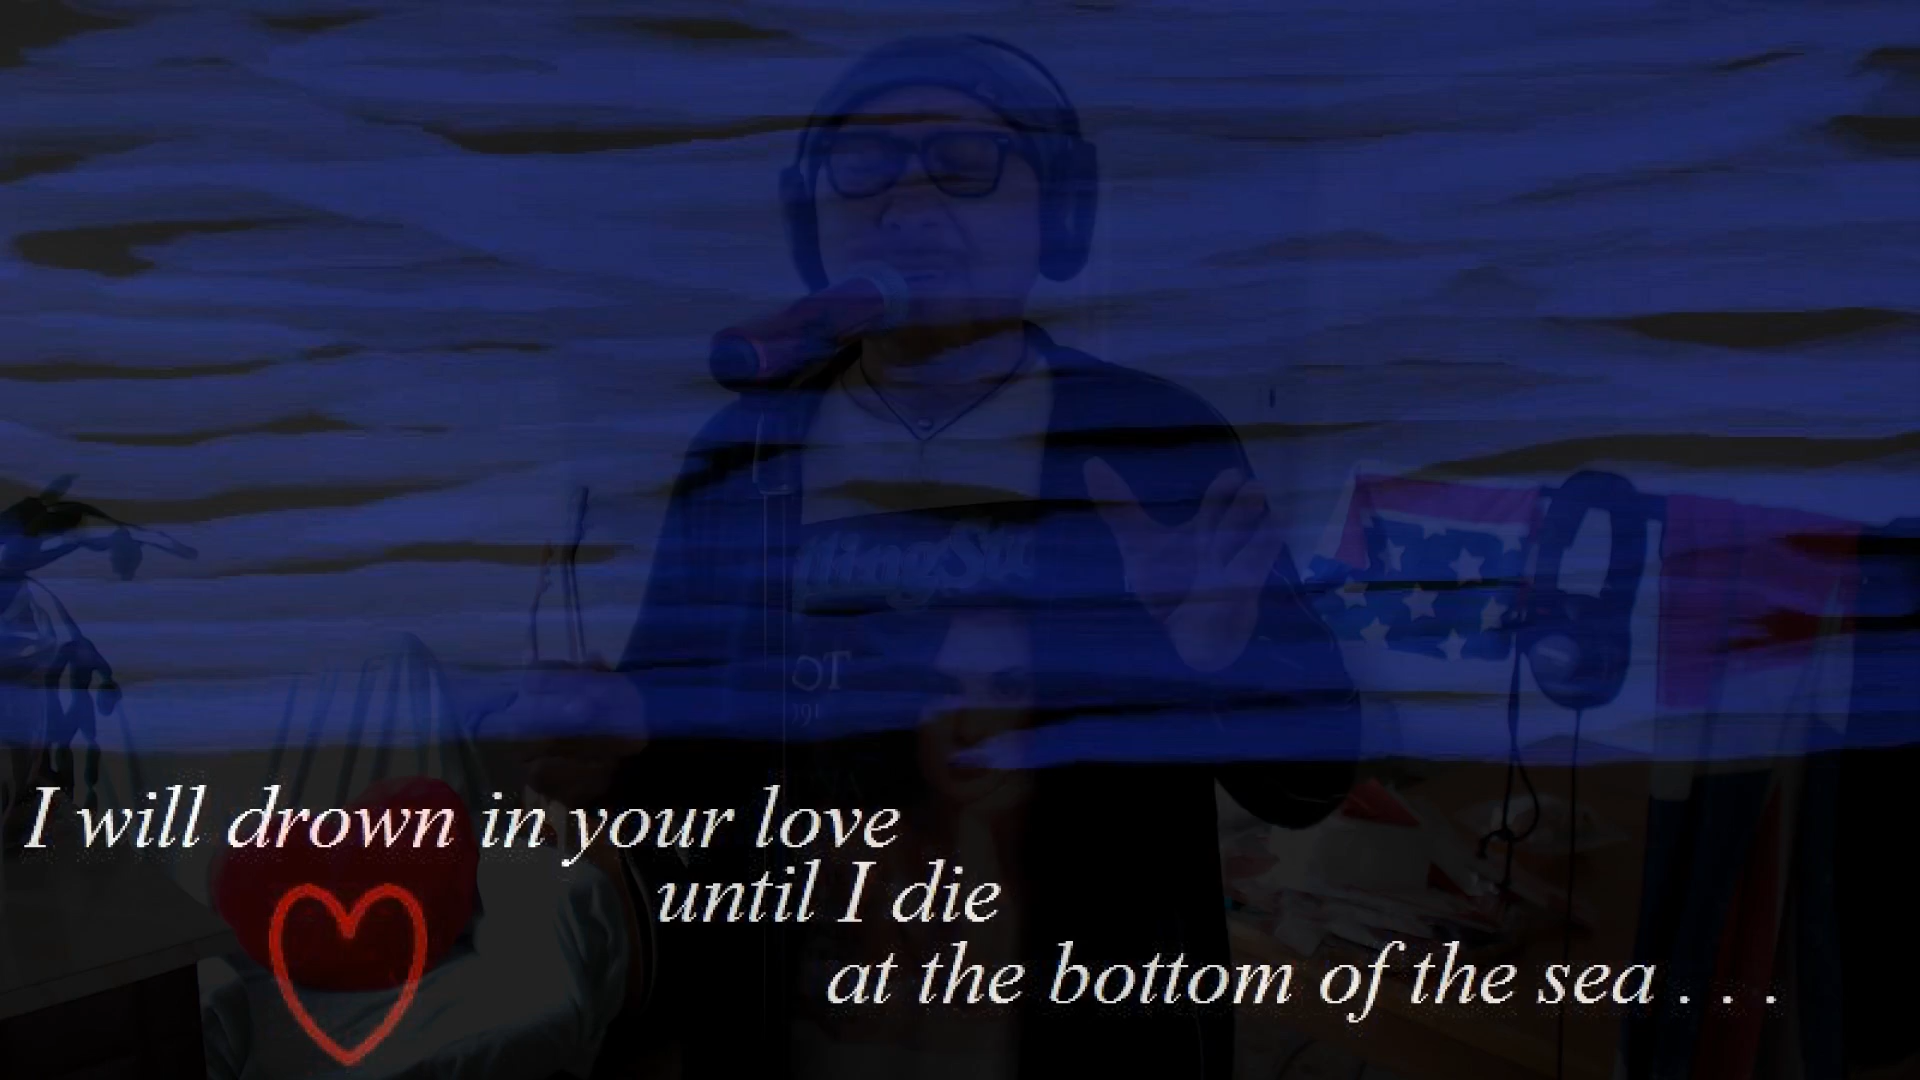 I will drown in your love
until I die
at the bottom of the sea . . .